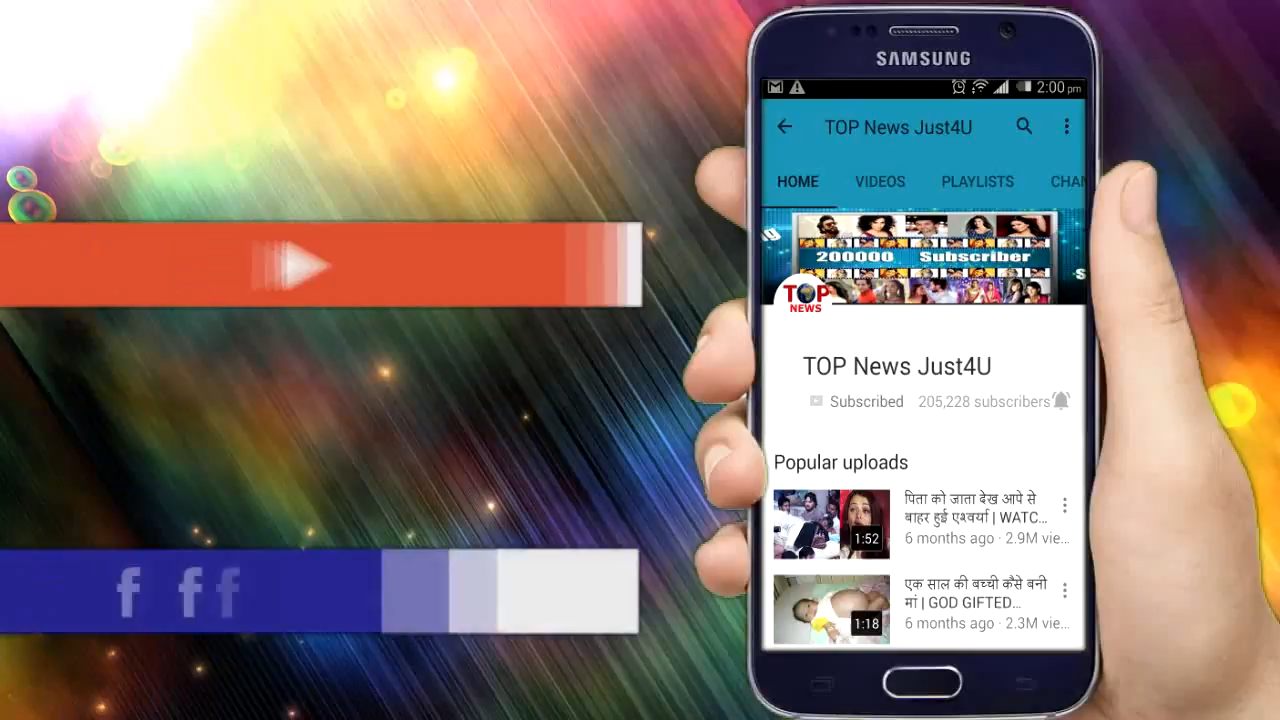 SAMSUNG
2:00 pm
TOP News Just4U
HOME VIDEOS PLAYLISTS CHAN
200000 Subscriber
TOP
NEWS
TOP News Just4U
Subscribed 205,228 subscribers
Popular uploads
पिता को जाता देख आपे से
बाहर हुई एश्वर्या | WATC...
6 months ago · 2.9M vie...
1:52
एक साल की बच्ची कैसे बनी
मां | GOD GIFTED...
6 months ago · 2.3M vie...
1:18
f f f